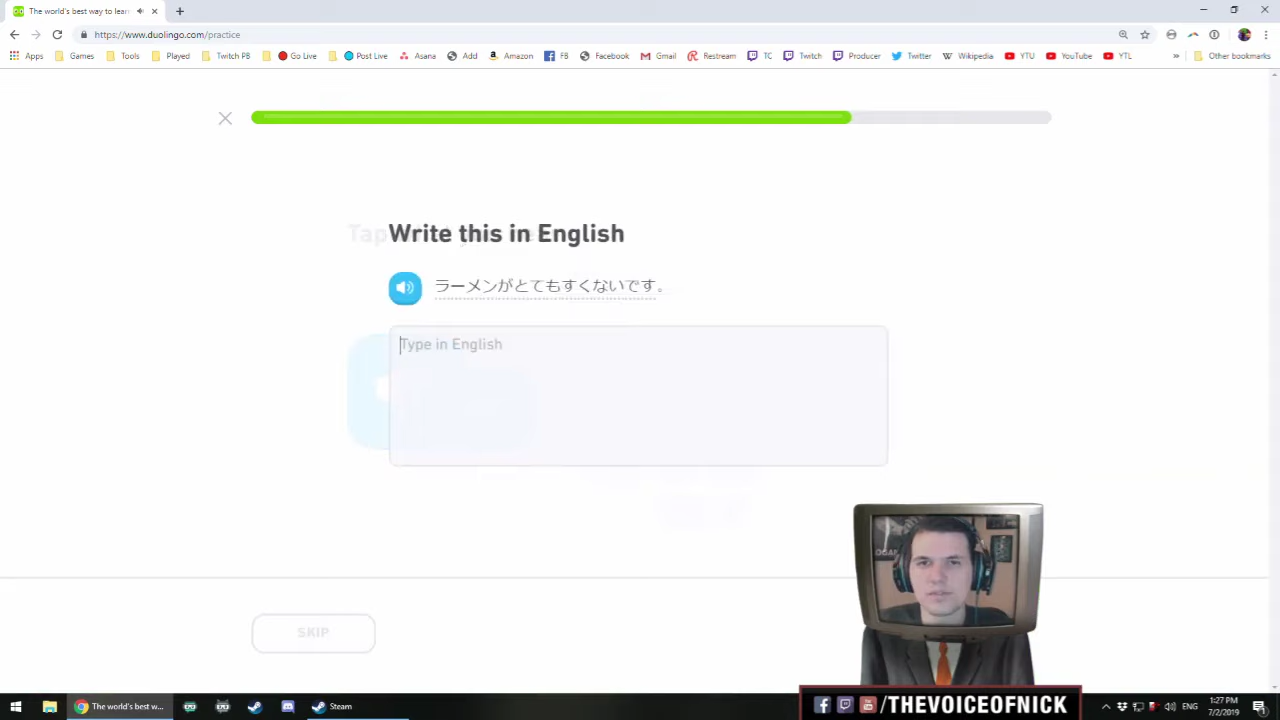 The world's best way to lear
https://www.duolingo.com/practice
Apps Games Tools Played Twitch PB Go Live Post Live Asana Add Amazon FB Facebook Gmail Restream TC Twitch Producer Twitter Wikipedia YTU YouTube YTL » Other bookmarks
Tap
Write this in English
ラーメンがとてもすくないです。
Type in English
SKIP
/THEVOICEOFNICK
The world's best w...
Steam
ENG
1:27 PM
7/2/2019